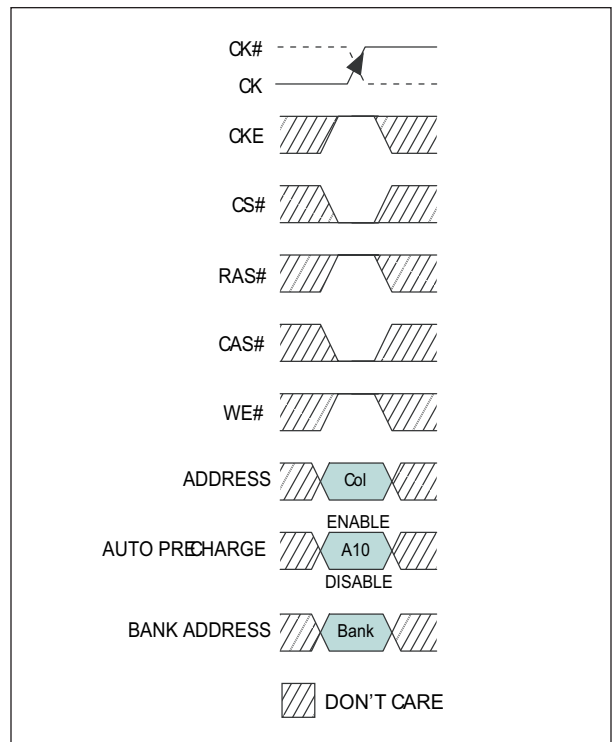 CK#
CK
CKE
CS#
RAS#
CAS#
WE#
ADDRESS Col
ENABLE
AUTO PRECHARGE A10
DISABLE
BANK ADDRESS Bank
DON'T CARE